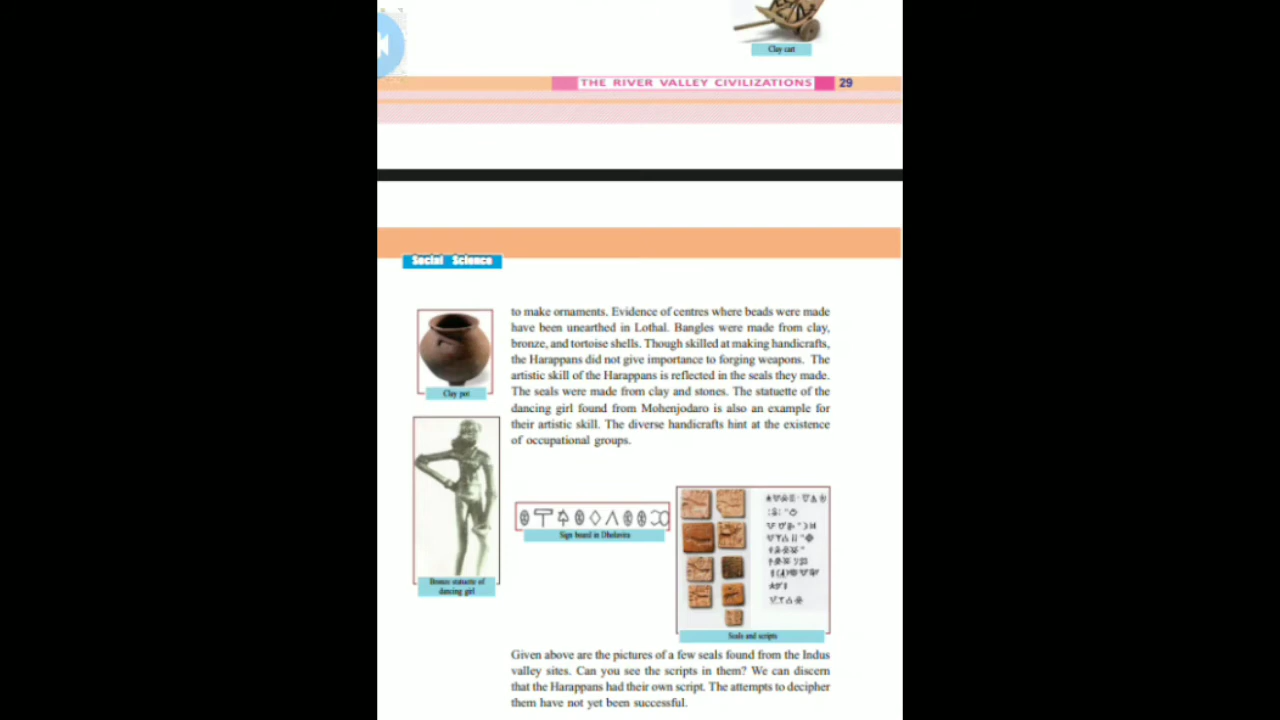 Clay cart
THE RIVER VALLEY CIVILIZATIONS 29
Social Science
to make ornaments. Evidence of centres where beads were made
have been unearthed in Lothal. Bangles were made from clay,
bronze, and tortoise shells. Though skilled at making handicrafts,
the Harappans did not give importance to forging weapons. The
artistic skill of the Harappans is reflected in the seals they made.
The seals were made from clay and stones. The statuette of the
dancing girl found from Mohenjodaro is also an example for
their artistic skill. The diverse handicrafts hint at the existence
of occupational groups.
Clay pot
Bronze statuette of
dancing girl
Sign board in Dholavira
Seals and scripts
Given above are the pictures of a few seals found from the Indus
valley sites. Can you see the scripts in them? We can discern
that the Harappans had their own script. The attempts to decipher
them have not yet been successful.